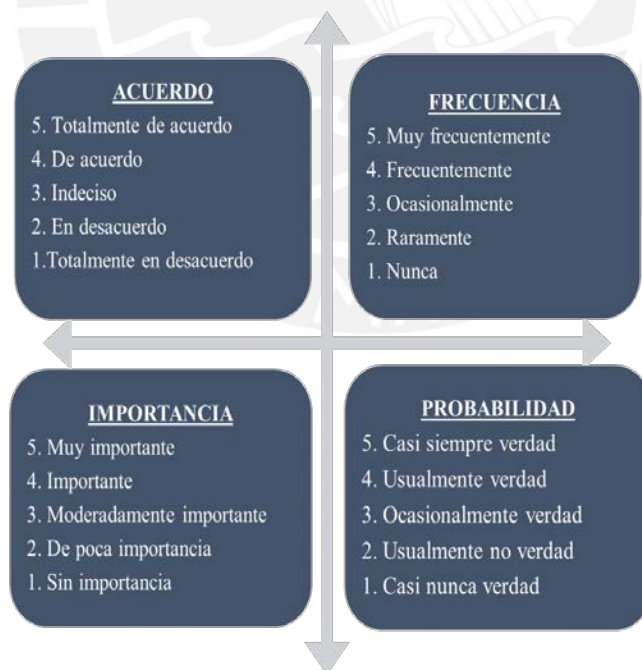 ACUERDO
5. Totalmente de acuerdo
4. De acuerdo
3. Indeciso
2. En desacuerdo
1.Totalmente en desacuerdo
FRECUENCIA
5. Muy frecuentemente
4. Frecuentemente
3. Ocasionalmente
2. Raramente
1. Nunca
IMPORTANCIA
5. Muy importante
4. Importante
3. Moderadamente importante
2. De poca importancia
1. Sin importancia
PROBABILIDAD
5. Casi siempre verdad
4. Usualmente verdad
3. Ocasionalmente verdad
2. Usualmente no verdad
1. Casi nunca verdad